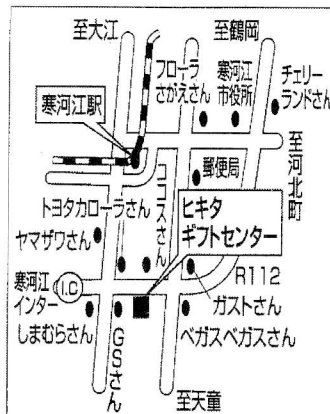 至大江
至鶴岡
フローラ
さがえさん
寒河江
市役所
チェリー
ランドさん
寒河江駅
至河北町
郵便局
トヨタカローラさん
ココスさん
ヒキタ
ギフトセンター
ヤマザワさん
R112
寒河江
インター
I.C
ガストさん
しまむらさん
GSさん
ベガスベガスさん
至天童